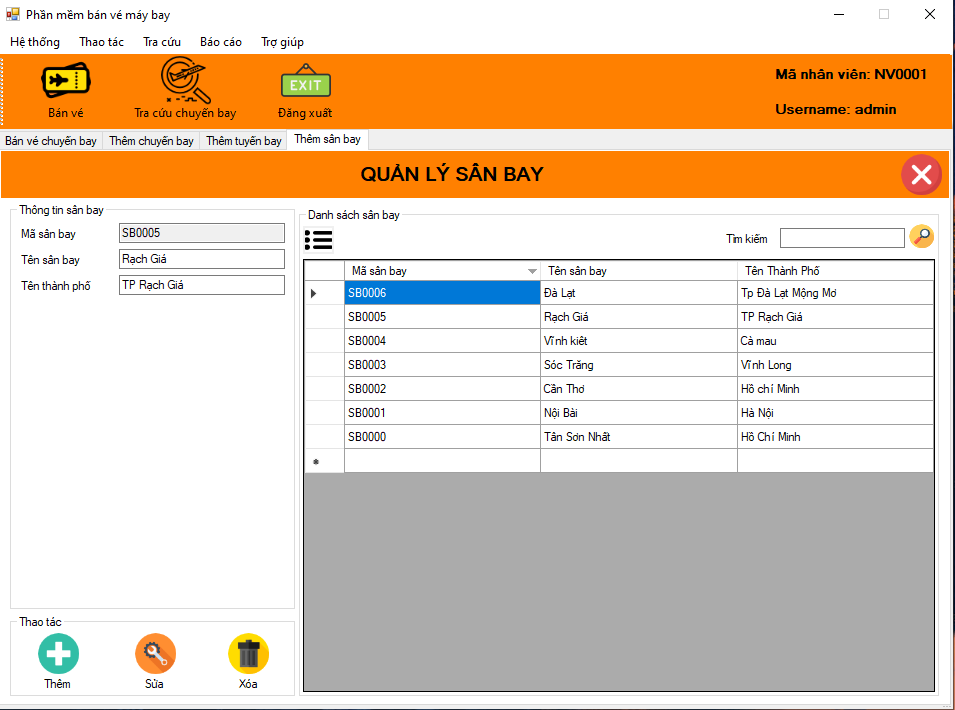 Phần mềm bán vé máy bay
Hệ thống Thao tác Tra cứu Báo cáo Trợ giúp
EXIT
Bán vé Tra cứu chuyến bay Đăng xuất
Mã nhân viên: NV0001
Username: admin
Bán vé chuyến bay Thêm chuyến bay Thêm tuyến bay Thêm sân bay
QUẢN LÝ SÂN BAY
Thông tin sân bay
Mã sân bay SB0005
Tên sân bay Rạch Giá
Tên thành phố TP Rạch Giá
Danh sách sân bay
Tìm kiếm
Mã sân bay Tên sân bay Tên Thành Phố
SB0006 Đà Lạt Tp Đà Lạt Mộng Mơ
SB0005 Rạch Giá TP Rạch Giá
SB0004 Vĩnh kiêt Cà mau
SB0003 Sóc Trăng Vĩnh Long
SB0002 Cần Thơ Hồ chí Minh
SB0001 Nội Bài Hà Nội
SB0000 Tân Sơn Nhất Hồ Chí Minh
Thao tác
Thêm Sửa Xóa